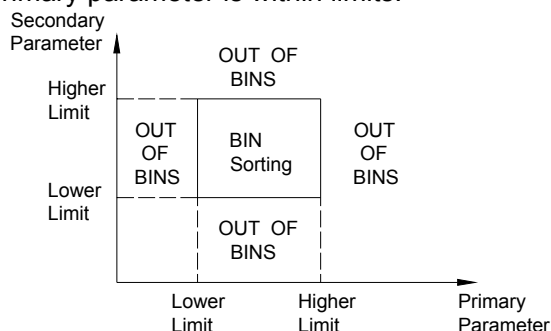 rimary parameter is within limits.
Secondary
Parameter
OUT OF
BINS
Higher
Limit
OUT
OF
BINS
BIN
Sorting
OUT
OF
BINS
Lower
Limit
OUT OF
BINS
Lower
Limit
Higher
Limit
Primary
Parameter